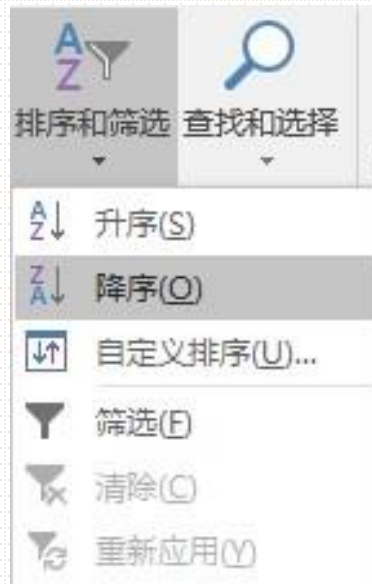 排序和筛选 查找和选择
升序(S)
降序(O)
自定义排序(U)...
筛选(F)
清除(C)
重新应用(Y)